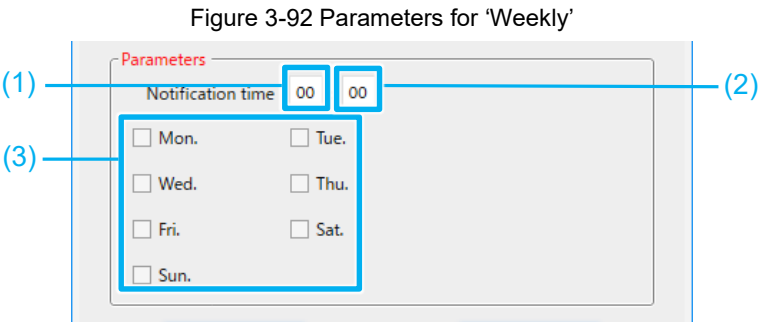 Figure 3-92 Parameters for ‘Weekly’
Parameters
(1) Notification time 00 00 (2)
(3)
Mon. Tue.
Wed. Thu.
Fri. Sat.
Sun.